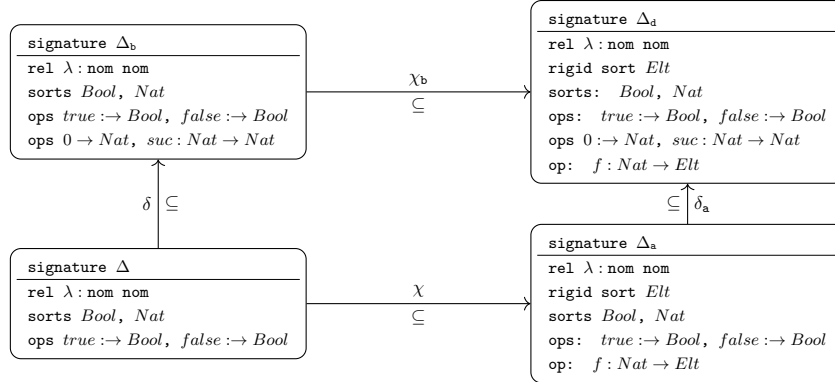 signature Δ_b
rel λ : nom nom
sorts Bool, Nat
ops true :→ Bool, false :→ Bool
ops 0 → Nat, suc : Nat → Nat
χ_b
⊆
signature Δ_d
rel λ : nom nom
rigid sort Elt
sorts: Bool, Nat
ops: true :→ Bool, false :→ Bool
ops 0 :→ Nat, suc : Nat → Nat
op: f : Nat → Elt
δ ⊆
⊆ δ_a
signature Δ
rel λ : nom nom
sorts Bool, Nat
ops true :→ Bool, false :→ Bool
χ
⊆
signature Δ_a
rel λ : nom nom
rigid sort Elt
sorts Bool, Nat
ops: true :→ Bool, false :→ Bool
op: f : Nat → Elt